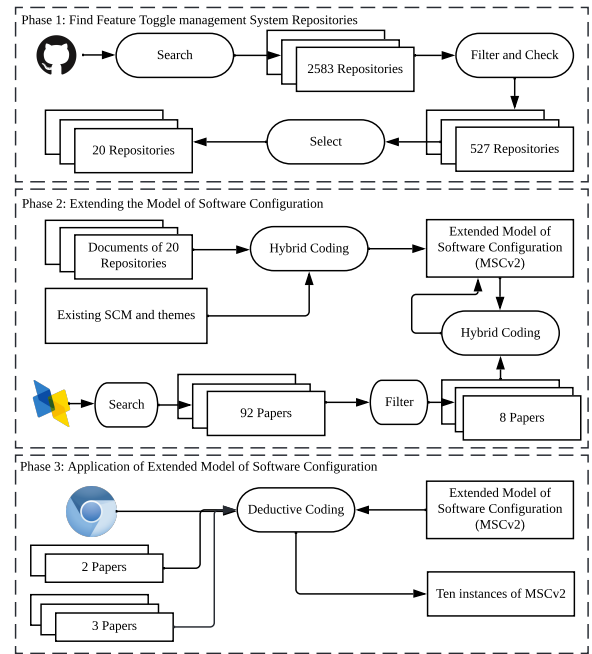 Phase 1: Find Feature Toggle management System Repositories
Search
2583 Repositories
Filter and Check
20 Repositories
Select
527 Repositories
Phase 2: Extending the Model of Software Configuration
Documents of 20
Repositories
Hybrid Coding
Extended Model of
Software Configuration
(MSCv2)
Existing SCM and themes
Hybrid Coding
Search
92 Papers
Filter
8 Papers
Phase 3: Application of Extended Model of Software Configuration
Deductive Coding
Extended Model of
Software Configuration
(MSCv2)
2 Papers
Ten instances of MSCv2
3 Papers